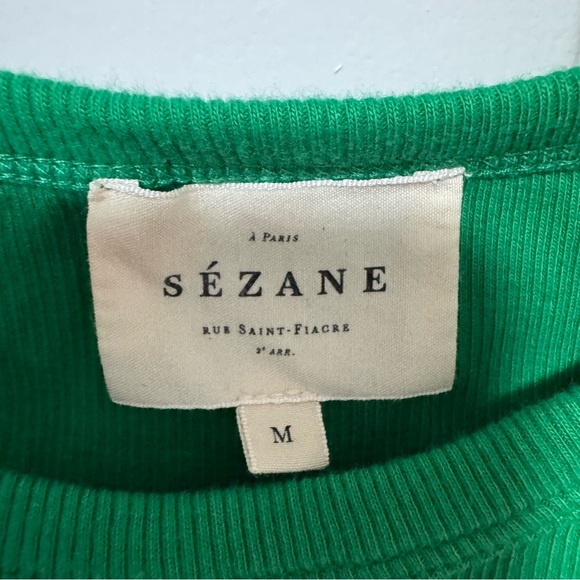 À PARIS
SÉZANE
RUE SAINT-FIACRE
2ᵉ ARR.
M